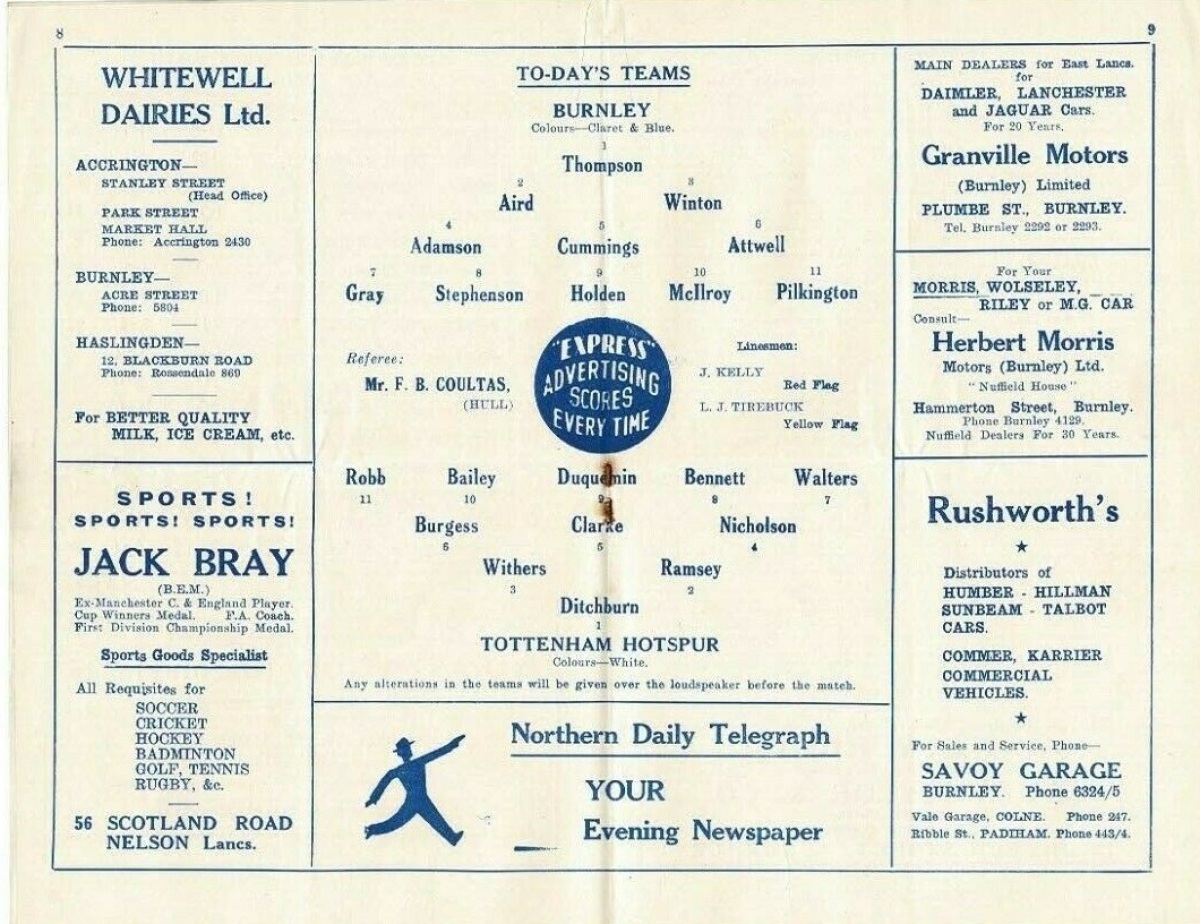 8
9
WHITEWELL
DAIRIES Ltd.
ACCRINGTON—
STANLEY STREET
(Head Office)
PARK STREET
MARKET HALL
Phone: Accrington 2430
BURNLEY—
ACRE STREET
Phone: 5804
HASLINGDEN—
12, BLACKBURN ROAD
Phone: Rossendale 869
For BETTER QUALITY
MILK, ICE CREAM, etc.
SPORTS!
SPORTS! SPORTS!
JACK BRAY
(B.E.M.)
Ex-Manchester C. & England Player.
Cup Winners Medal. F.A. Coach.
First Division Championship Medal.
Sports Goods Specialist
All Requisites for
SOCCER
CRICKET
HOCKEY
BADMINTON
GOLF, TENNIS
RUGBY, &c.
56 SCOTLAND ROAD
NELSON Lancs.
TO-DAY'S TEAMS
BURNLEY
Colours—Claret & Blue.
1
Thompson
2 3
Aird Winton
4 5 6
Adamson Cummings Attwell
7 8 9 10 11
Gray Stephenson Holden McIlroy Pilkington
Referee:
Mr. F. B. COULTAS,
(HULL)
"EXPRESS"
ADVERTISING
SCORES
EVERY TIME
Linesmen:
J. KELLY
Red Flag
L. J. TIREBUCK
Yellow Flag
Robb Bailey Duquemin Bennett Walters
11 10 9 8 7
Burgess Clarke Nicholson
6 5 4
Withers Ramsey
3 2
Ditchburn
1
TOTTENHAM HOTSPUR
Colours—White.
Any alterations in the teams will be given over the loudspeaker before the match.
Northern Daily Telegraph
YOUR
Evening Newspaper
MAIN DEALERS for East Lancs.
for
DAIMLER, LANCHESTER
and JAGUAR Cars.
For 20 Years.
Granville Motors
(Burnley) Limited
PLUMBE ST., BURNLEY.
Tel. Burnley 2292 or 2293.
For Your
MORRIS, WOLSELEY,
RILEY or M.G. CAR
Consult—
Herbert Morris
Motors (Burnley) Ltd.
"Nuffield House"
Hammerton Street, Burnley.
Phone Burnley 4129.
Nuffield Dealers For 30 Years.
Rushworth's
Distributors of
HUMBER - HILLMAN
SUNBEAM - TALBOT
CARS.
COMMER, KARRIER
COMMERCIAL
VEHICLES.
For Sales and Service, Phone—
SAVOY GARAGE
BURNLEY. Phone 6324/5
Vale Garage, COLNE. Phone 247.
Ribble St., PADIHAM. Phone 443/4.